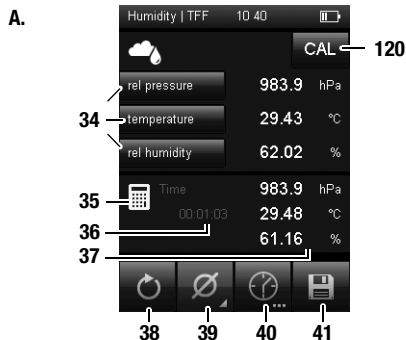 A.
Humidity | TFF 10 40
CAL 120
rel pressure 983.9 hPa
34 temperature 29.43 °C
rel humidity 62.02 %
35 Time 983.9 hPa
36 00:01:03 29.48 °C
37 61.16 %
38 39 40 41